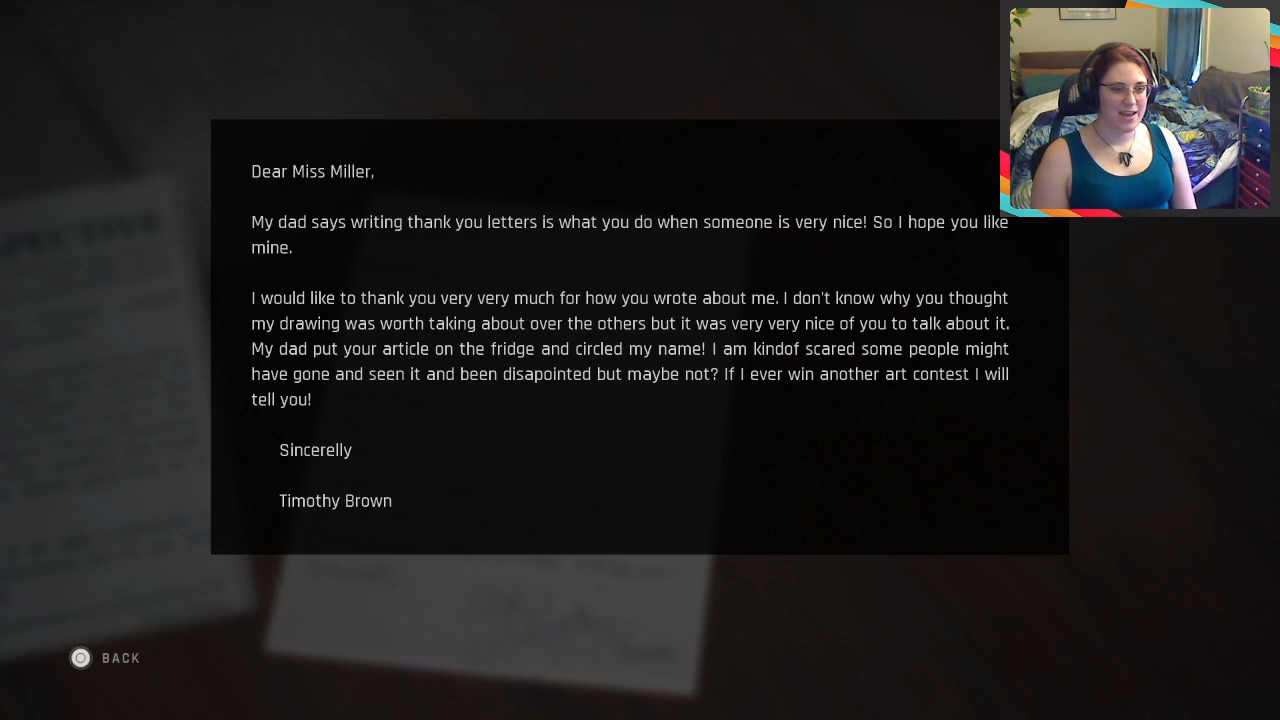 Dear Miss Miller,
My dad says writing thank you letters is what you do when someone is very nice! So I hope you like
mine.
I would like to thank you very very much for how you wrote about me. I don't know why you thought
my drawing was worth taking about over the others but it was very very nice of you to talk about it.
My dad put your article on the fridge and circled my name! I am kindof scared some people might
have gone and seen it and been disapointed but maybe not? If I ever win another art contest I will
tell you!
Sincerelly
Timothy Brown
BACK